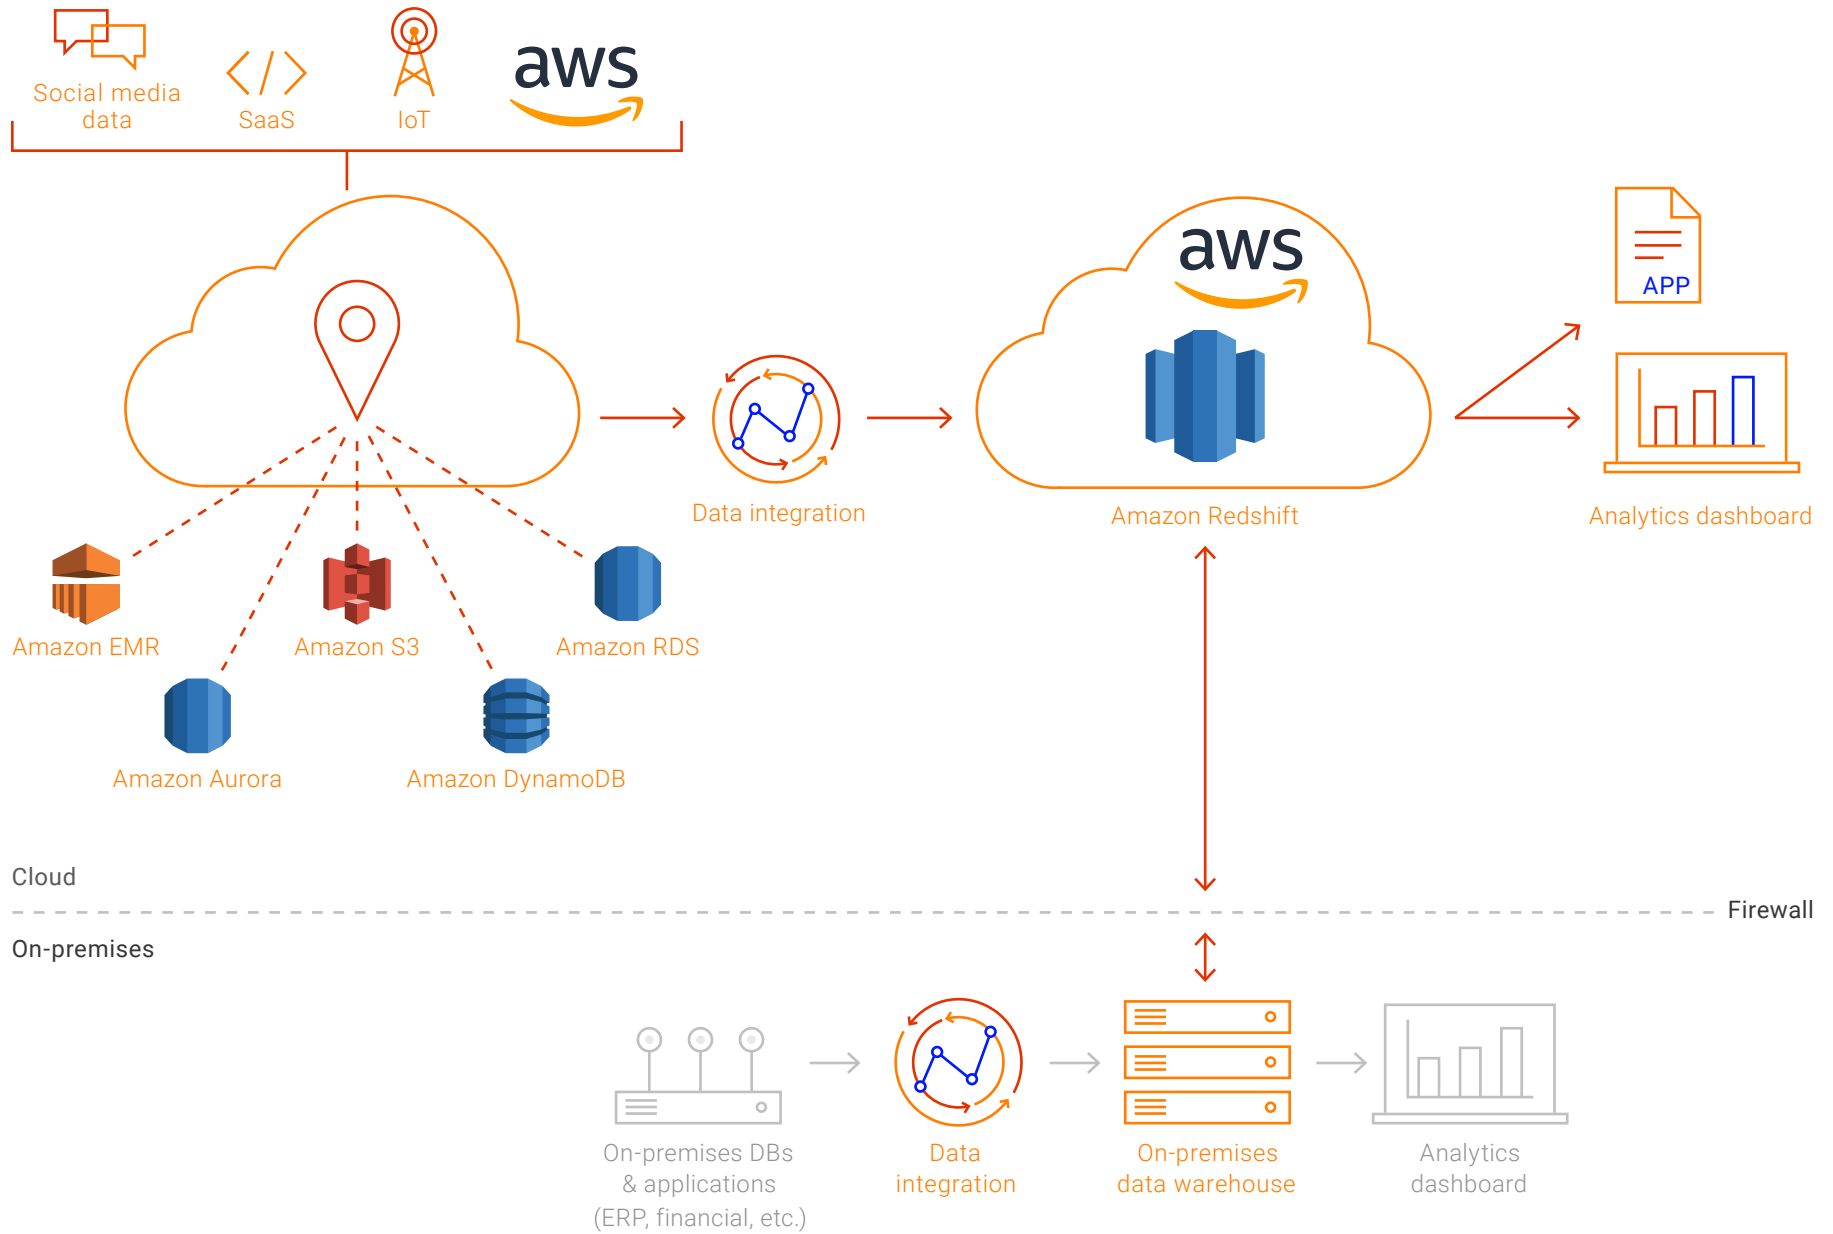 Social media
data
SaaS
IoT
aws
aws
APP
Data integration
Amazon Redshift
Analytics dashboard
Amazon EMR
Amazon S3
Amazon RDS
Amazon Aurora
Amazon DynamoDB
Cloud
Firewall
On-premises
On-premises DBs
& applications
(ERP, financial, etc.)
Data
integration
On-premises
data warehouse
Analytics
dashboard